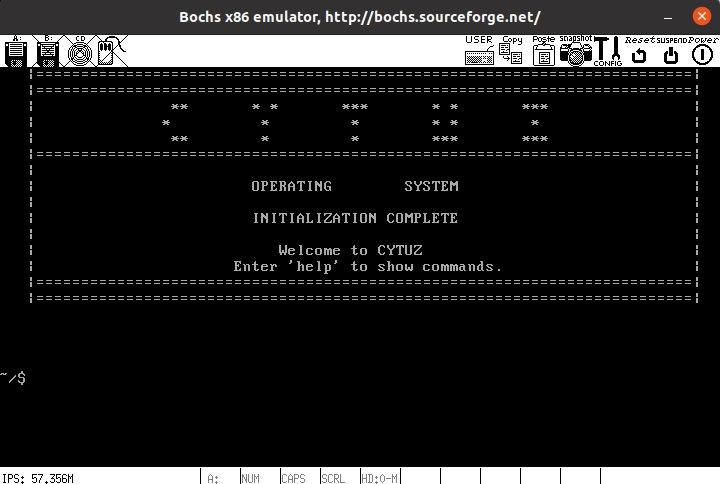 Bochs x86 emulator, http://bochs.sourceforge.net/
A: B: CD USER Copy Paste snapshot CONFIG Reset SUSPEND Power
OPERATING SYSTEM
INITIALIZATION COMPLETE
Welcome to CYTUZ
Enter 'help' to show commands.
~/$
IPS: 57.356M A: NUM CAPS SCRL HD:0-M